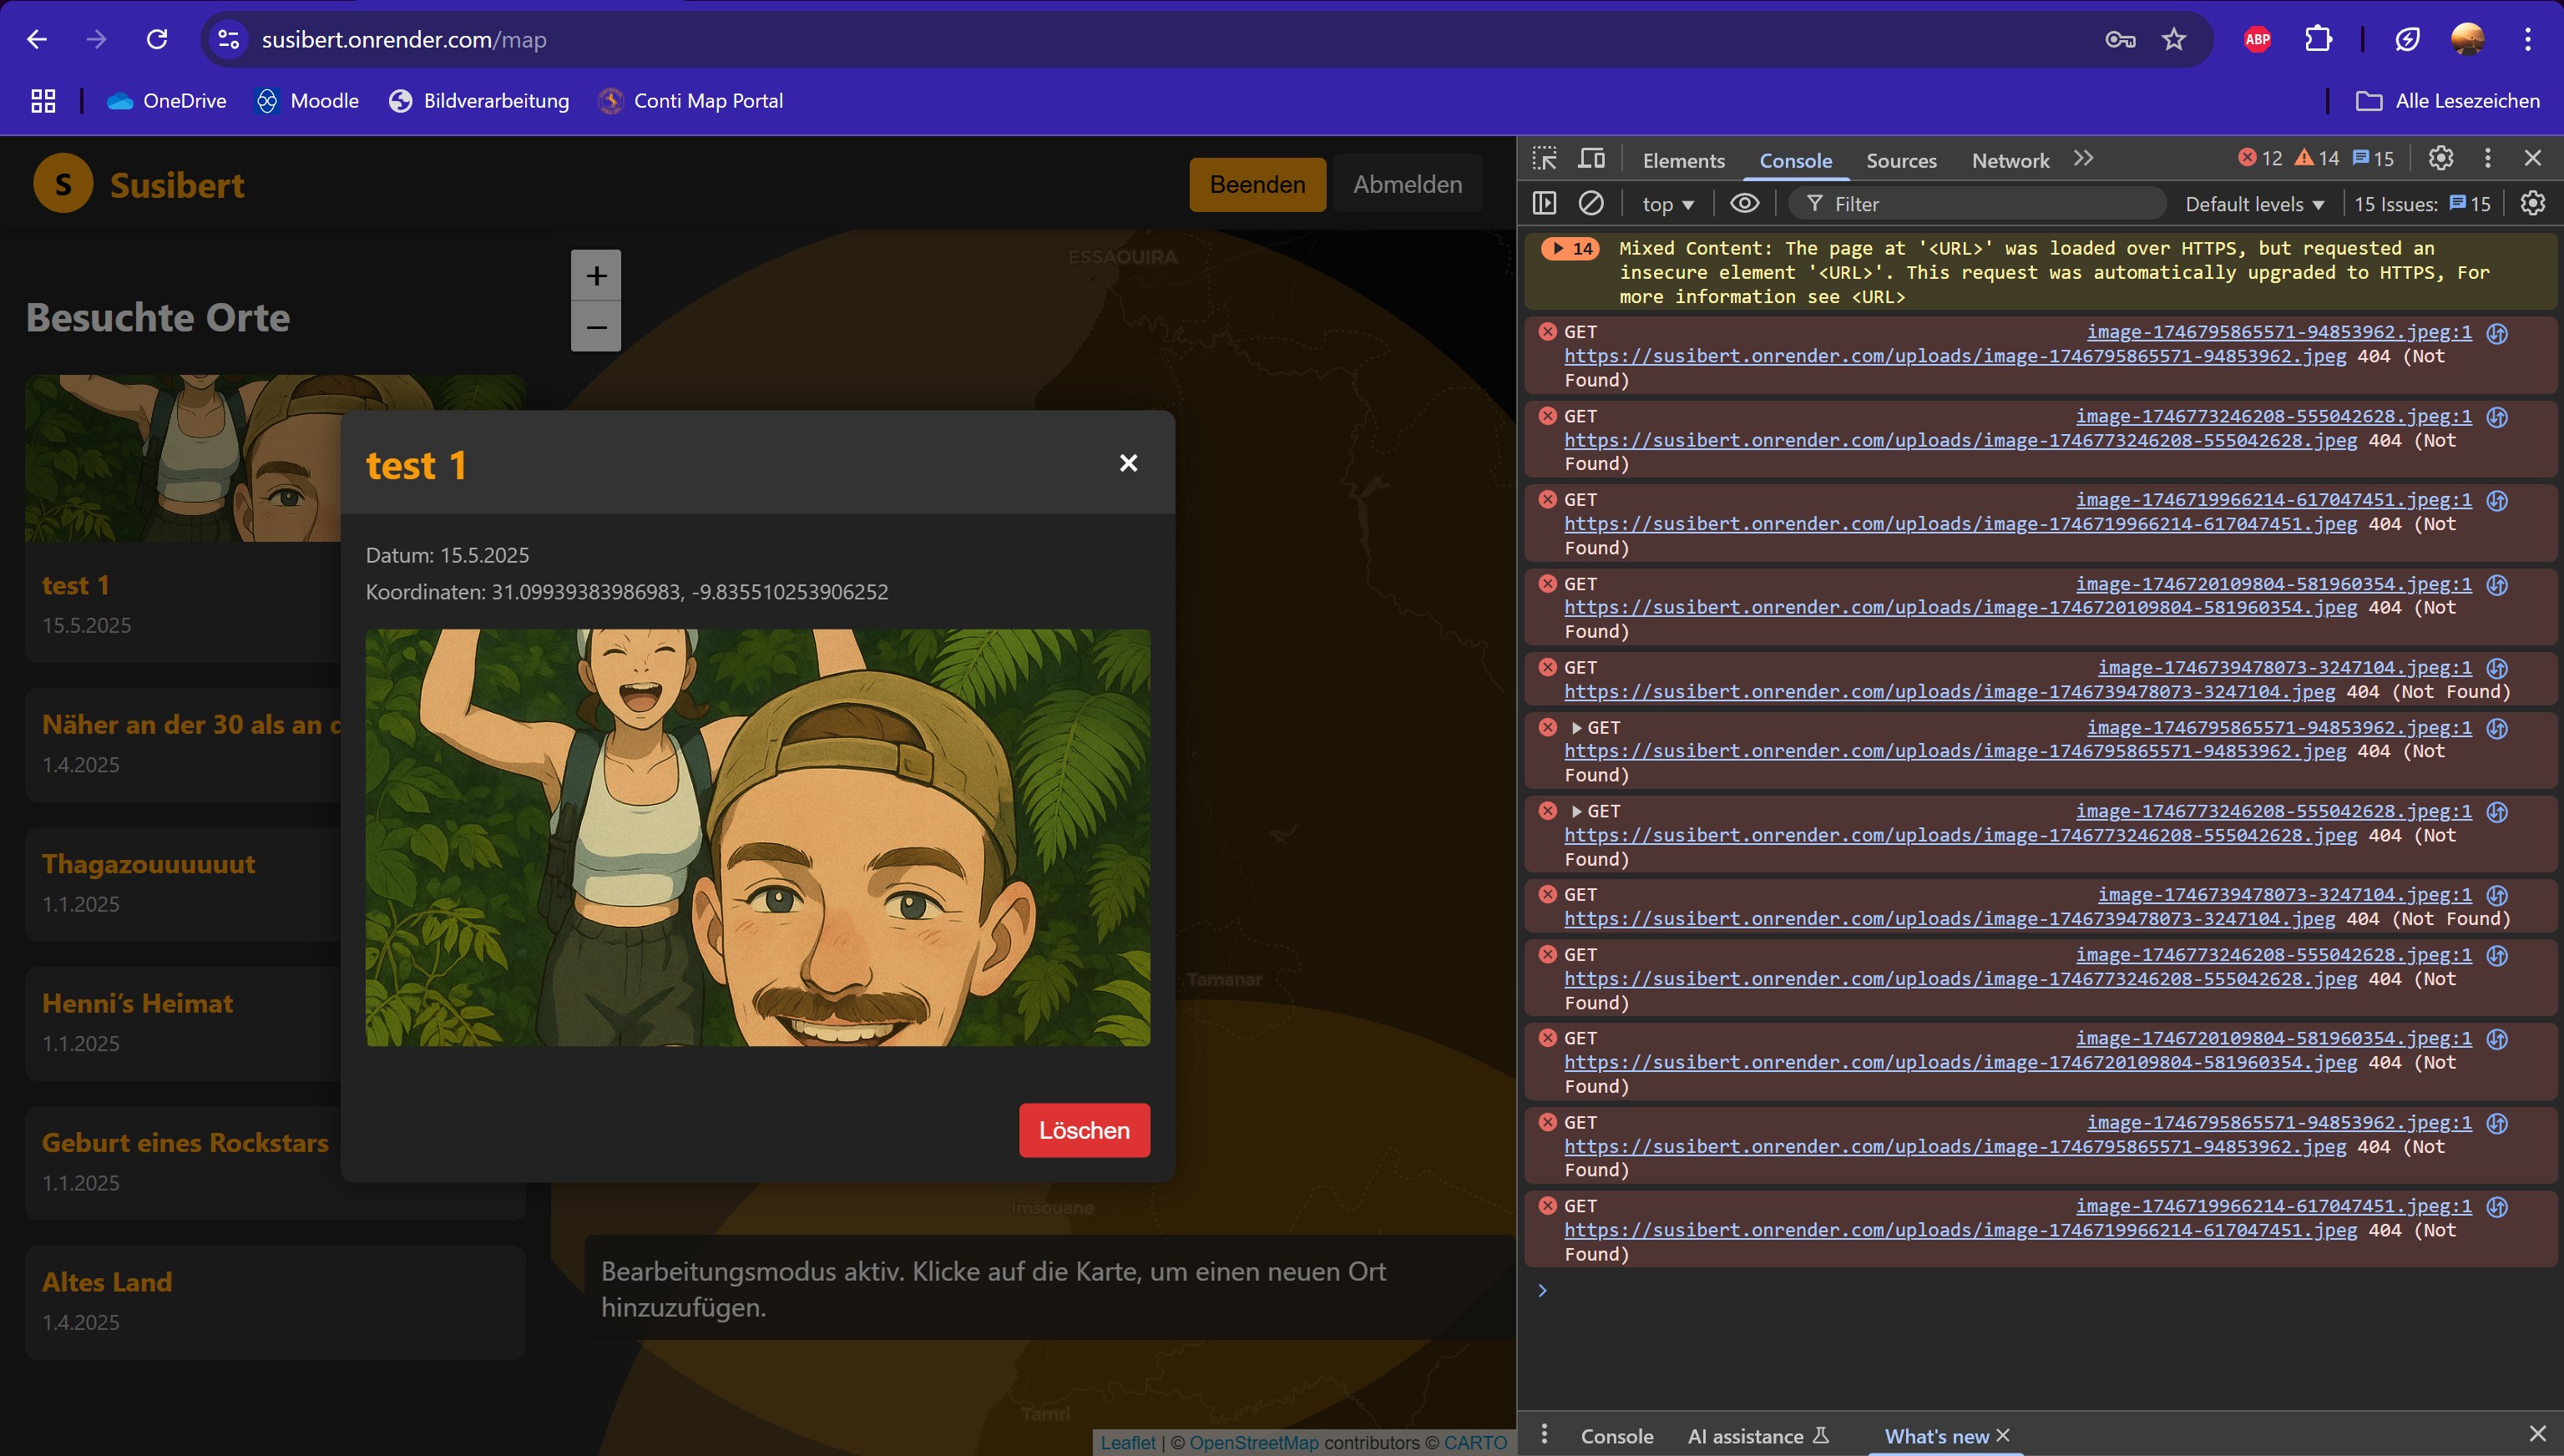 susibert.onrender.com/map
ABP
OneDrive
Moodle
Bildverarbeitung
Conti Map Portal
Alle Lesezeichen
S
Susibert
Beenden
Abmelden
Besuchte Orte
test 1
15.5.2025
Näher an der 30 als an d
1.4.2025
Thagazouuuuuut
1.1.2025
Henni’s Heimat
1.1.2025
Geburt eines Rockstars
1.1.2025
Altes Land
1.4.2025
+
−
ESSAOUIRA
Tamanar
Imsouane
Tamri
test 1
×
Datum: 15.5.2025
Koordinaten: 31.09939383986983, -9.835510253906252
Löschen
Bearbeitungsmodus aktiv. Klicke auf die Karte, um einen neuen Ort
hinzuzufügen.
Leaflet | © OpenStreetMap contributors © CARTO
Elements
Console
Sources
Network
12
14
15
top
Filter
Default levels
15 Issues:
15
14
Mixed Content: The page at '<URL>' was loaded over HTTPS, but requested an
insecure element '<URL>'. This request was automatically upgraded to HTTPS, For
more information see <URL>
GET image-1746795865571-94853962.jpeg:1
https://susibert.onrender.com/uploads/image-1746795865571-94853962.jpeg 404 (Not
Found)
GET image-1746773246208-555042628.jpeg:1
https://susibert.onrender.com/uploads/image-1746773246208-555042628.jpeg 404 (Not
Found)
GET image-1746719966214-617047451.jpeg:1
https://susibert.onrender.com/uploads/image-1746719966214-617047451.jpeg 404 (Not
Found)
GET image-1746720109804-581960354.jpeg:1
https://susibert.onrender.com/uploads/image-1746720109804-581960354.jpeg 404 (Not
Found)
GET image-1746739478073-3247104.jpeg:1
https://susibert.onrender.com/uploads/image-1746739478073-3247104.jpeg 404 (Not Found)
GET image-1746795865571-94853962.jpeg:1
https://susibert.onrender.com/uploads/image-1746795865571-94853962.jpeg 404 (Not
Found)
GET image-1746773246208-555042628.jpeg:1
https://susibert.onrender.com/uploads/image-1746773246208-555042628.jpeg 404 (Not
Found)
GET image-1746739478073-3247104.jpeg:1
https://susibert.onrender.com/uploads/image-1746739478073-3247104.jpeg 404 (Not Found)
GET image-1746773246208-555042628.jpeg:1
https://susibert.onrender.com/uploads/image-1746773246208-555042628.jpeg 404 (Not
Found)
GET image-1746720109804-581960354.jpeg:1
https://susibert.onrender.com/uploads/image-1746720109804-581960354.jpeg 404 (Not
Found)
GET image-1746795865571-94853962.jpeg:1
https://susibert.onrender.com/uploads/image-1746795865571-94853962.jpeg 404 (Not
Found)
GET image-1746719966214-617047451.jpeg:1
https://susibert.onrender.com/uploads/image-1746719966214-617047451.jpeg 404 (Not
Found)
Console
AI assistance
What's new